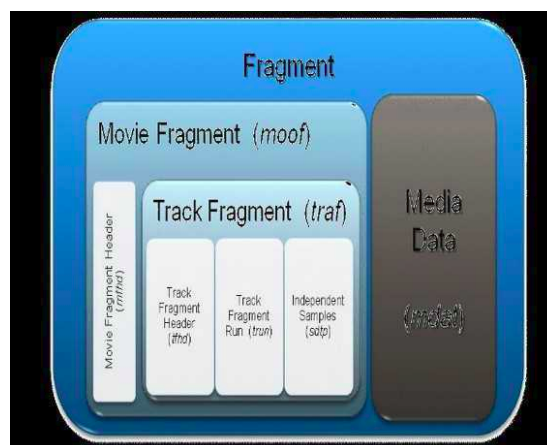 Fragment
Movie Fragment (moof)
Movie Fragment Header
(mfhd)
Track Fragment (traf)
Track
Fragment
Header
(tfhd)
Track
Fragment
Run (trun)
Independent
Samples
(sdtp)
Media
Data
(mdat)